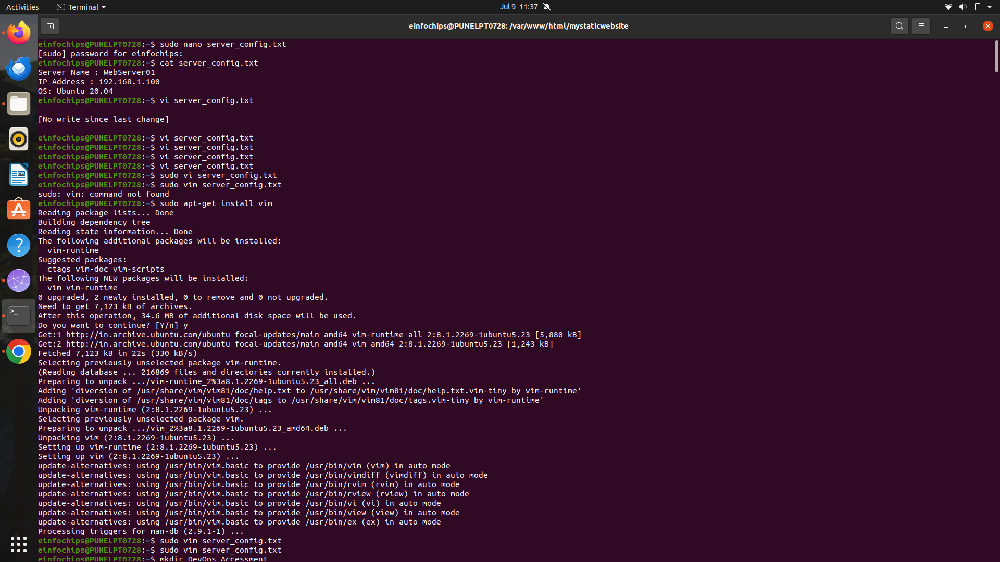 Activities
Terminal
Jul 9 11:37
einfochips@PUNELPT0728: /var/www/html/mystaticwebsite
einfochips@PUNELPT0728:~$ sudo nano server_config.txt
[sudo] password for einfochips:
einfochips@PUNELPT0728:~$ cat server_config.txt
Server Name : WebServer01
IP Address : 192.168.1.100
OS: Ubuntu 20.04
einfochips@PUNELPT0728:~$ vi server_config.txt
[No write since last change]
einfochips@PUNELPT0728:~$ vi server_config.txt
einfochips@PUNELPT0728:~$ vi server_config.txt
einfochips@PUNELPT0728:~$ vi server_config.txt
einfochips@PUNELPT0728:~$ vi server_config.txt
einfochips@PUNELPT0728:~$ sudo vi server_config.txt
einfochips@PUNELPT0728:~$ sudo vim server_config.txt
sudo: vim: command not found
einfochips@PUNELPT0728:~$ sudo apt-get install vim
Reading package lists... Done
Building dependency tree
Reading state information... Done
The following additional packages will be installed:
  vim-runtime
Suggested packages:
  ctags vim-doc vim-scripts
The following NEW packages will be installed:
  vim vim-runtime
0 upgraded, 2 newly installed, 0 to remove and 0 not upgraded.
Need to get 7,123 kB of archives.
After this operation, 34.6 MB of additional disk space will be used.
Do you want to continue? [Y/n] y
Get:1 http://in.archive.ubuntu.com/ubuntu focal-updates/main amd64 vim-runtime all 2:8.1.2269-1ubuntu5.23 [5,880 kB]
Get:2 http://in.archive.ubuntu.com/ubuntu focal-updates/main amd64 vim amd64 2:8.1.2269-1ubuntu5.23 [1,243 kB]
Fetched 7,123 kB in 22s (330 kB/s)
Selecting previously unselected package vim-runtime.
(Reading database ... 216869 files and directories currently installed.)
Preparing to unpack .../vim-runtime_2%3a8.1.2269-1ubuntu5.23_all.deb ...
Adding 'diversion of /usr/share/vim/vim81/doc/help.txt to /usr/share/vim/vim81/doc/help.txt.vim-tiny by vim-runtime'
Adding 'diversion of /usr/share/vim/vim81/doc/tags to /usr/share/vim/vim81/doc/tags.vim-tiny by vim-runtime'
Unpacking vim-runtime (2:8.1.2269-1ubuntu5.23) ...
Selecting previously unselected package vim.
Preparing to unpack .../vim_2%3a8.1.2269-1ubuntu5.23_amd64.deb ...
Unpacking vim (2:8.1.2269-1ubuntu5.23) ...
Setting up vim-runtime (2:8.1.2269-1ubuntu5.23) ...
Setting up vim (2:8.1.2269-1ubuntu5.23) ...
update-alternatives: using /usr/bin/vim.basic to provide /usr/bin/vim (vim) in auto mode
update-alternatives: using /usr/bin/vim.basic to provide /usr/bin/vimdiff (vimdiff) in auto mode
update-alternatives: using /usr/bin/vim.basic to provide /usr/bin/rvim (rvim) in auto mode
update-alternatives: using /usr/bin/vim.basic to provide /usr/bin/rview (rview) in auto mode
update-alternatives: using /usr/bin/vim.basic to provide /usr/bin/vi (vi) in auto mode
update-alternatives: using /usr/bin/vim.basic to provide /usr/bin/view (view) in auto mode
update-alternatives: using /usr/bin/vim.basic to provide /usr/bin/ex (ex) in auto mode
Processing triggers for man-db (2.9.1-1) ...
einfochips@PUNELPT0728:~$ sudo vim server_config.txt
einfochips@PUNELPT0728:~$ sudo vim server_config.txt
einfochips@PUNELPT0728:~$ mkdir DevOps_Accessment